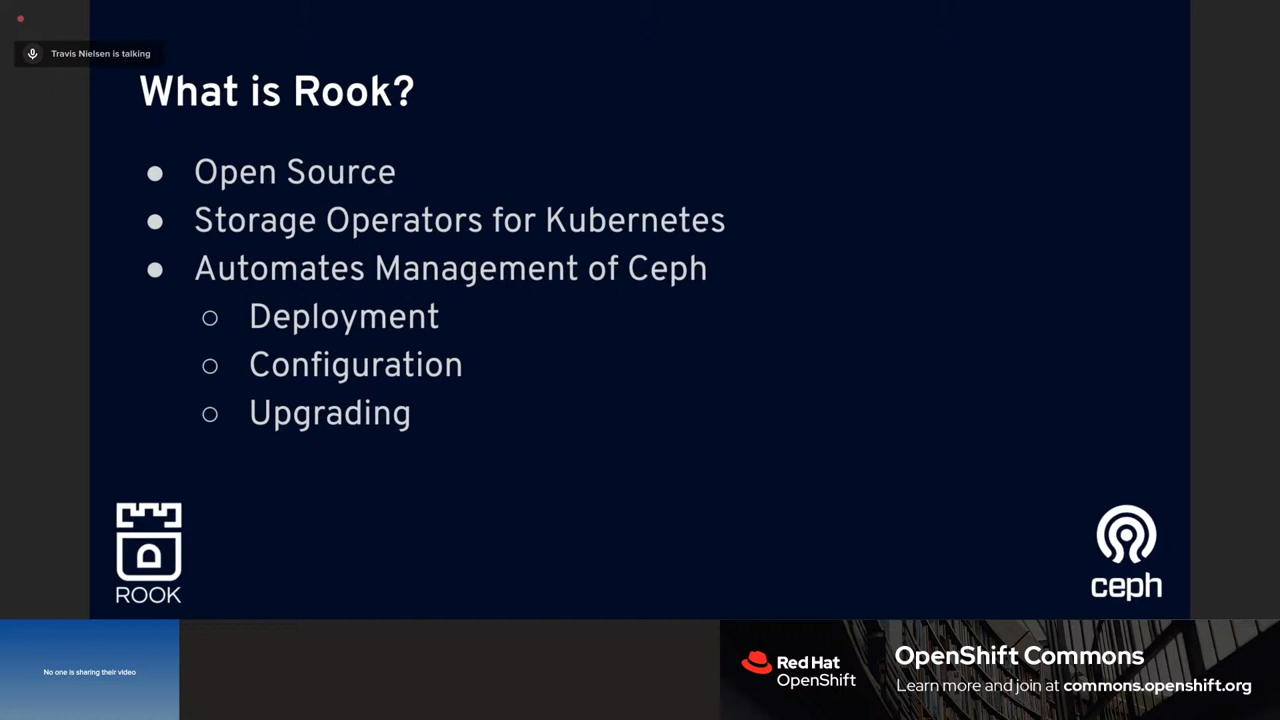 Travis Nielsen is talking
What is Rook?
● Open Source
● Storage Operators for Kubernetes
● Automates Management of Ceph
○ Deployment
○ Configuration
○ Upgrading
ROOK
ceph
No one is sharing their video
Red Hat
OpenShift
OpenShift Commons
Learn more and join at commons.openshift.org